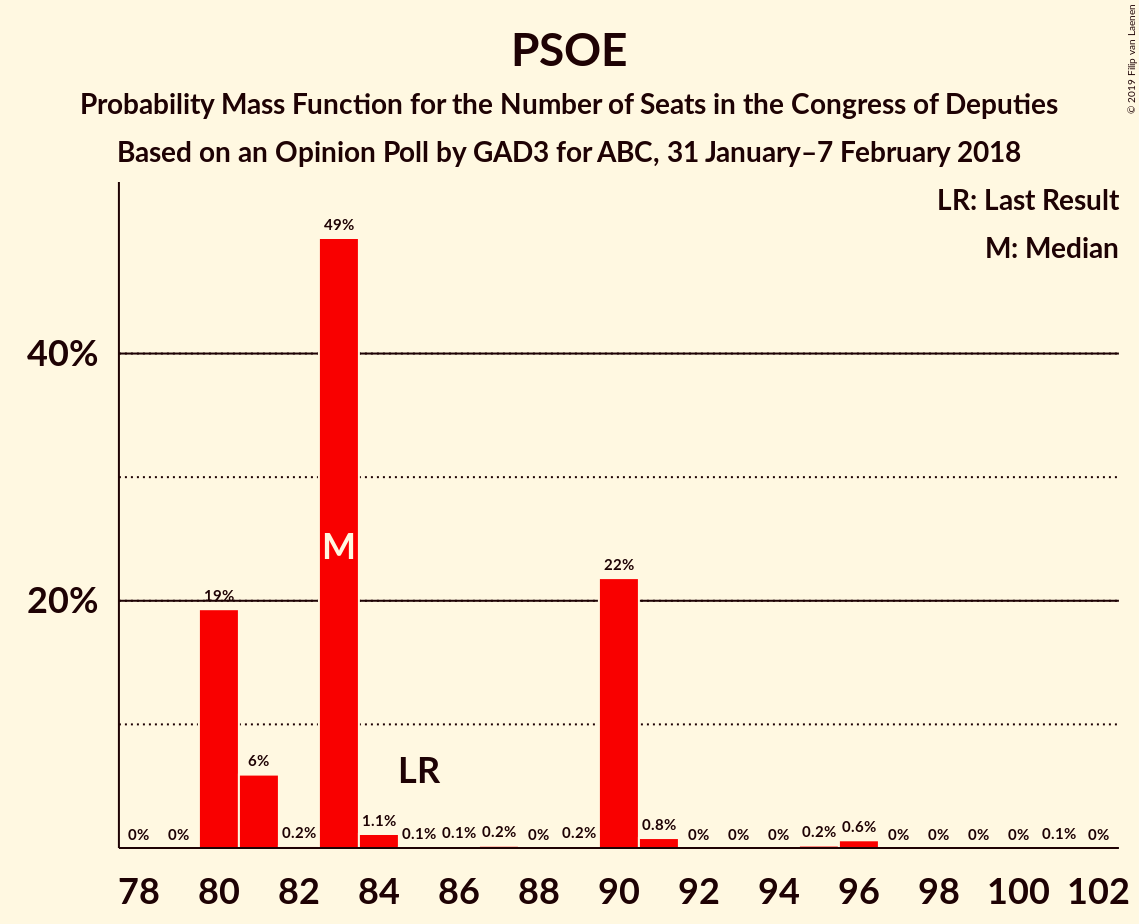 PSOE
Probability Mass Function for the Number of Seats in the Congress of Deputies
Based on an Opinion Poll by GAD3 for ABC, 31 January–7 February 2018
© 2019 Filip van Laenen
LR: Last Result
M: Median
49%
40%
M
22%
20%
19%
6%
LR
0% 0% 0.2% 1.1% 0.1% 0.1% 0.2% 0% 0.2% 0.8% 0% 0% 0% 0.2% 0.6% 0% 0% 0% 0% 0.1% 0%
78 80 82 84 86 88 90 92 94 96 98 100 102